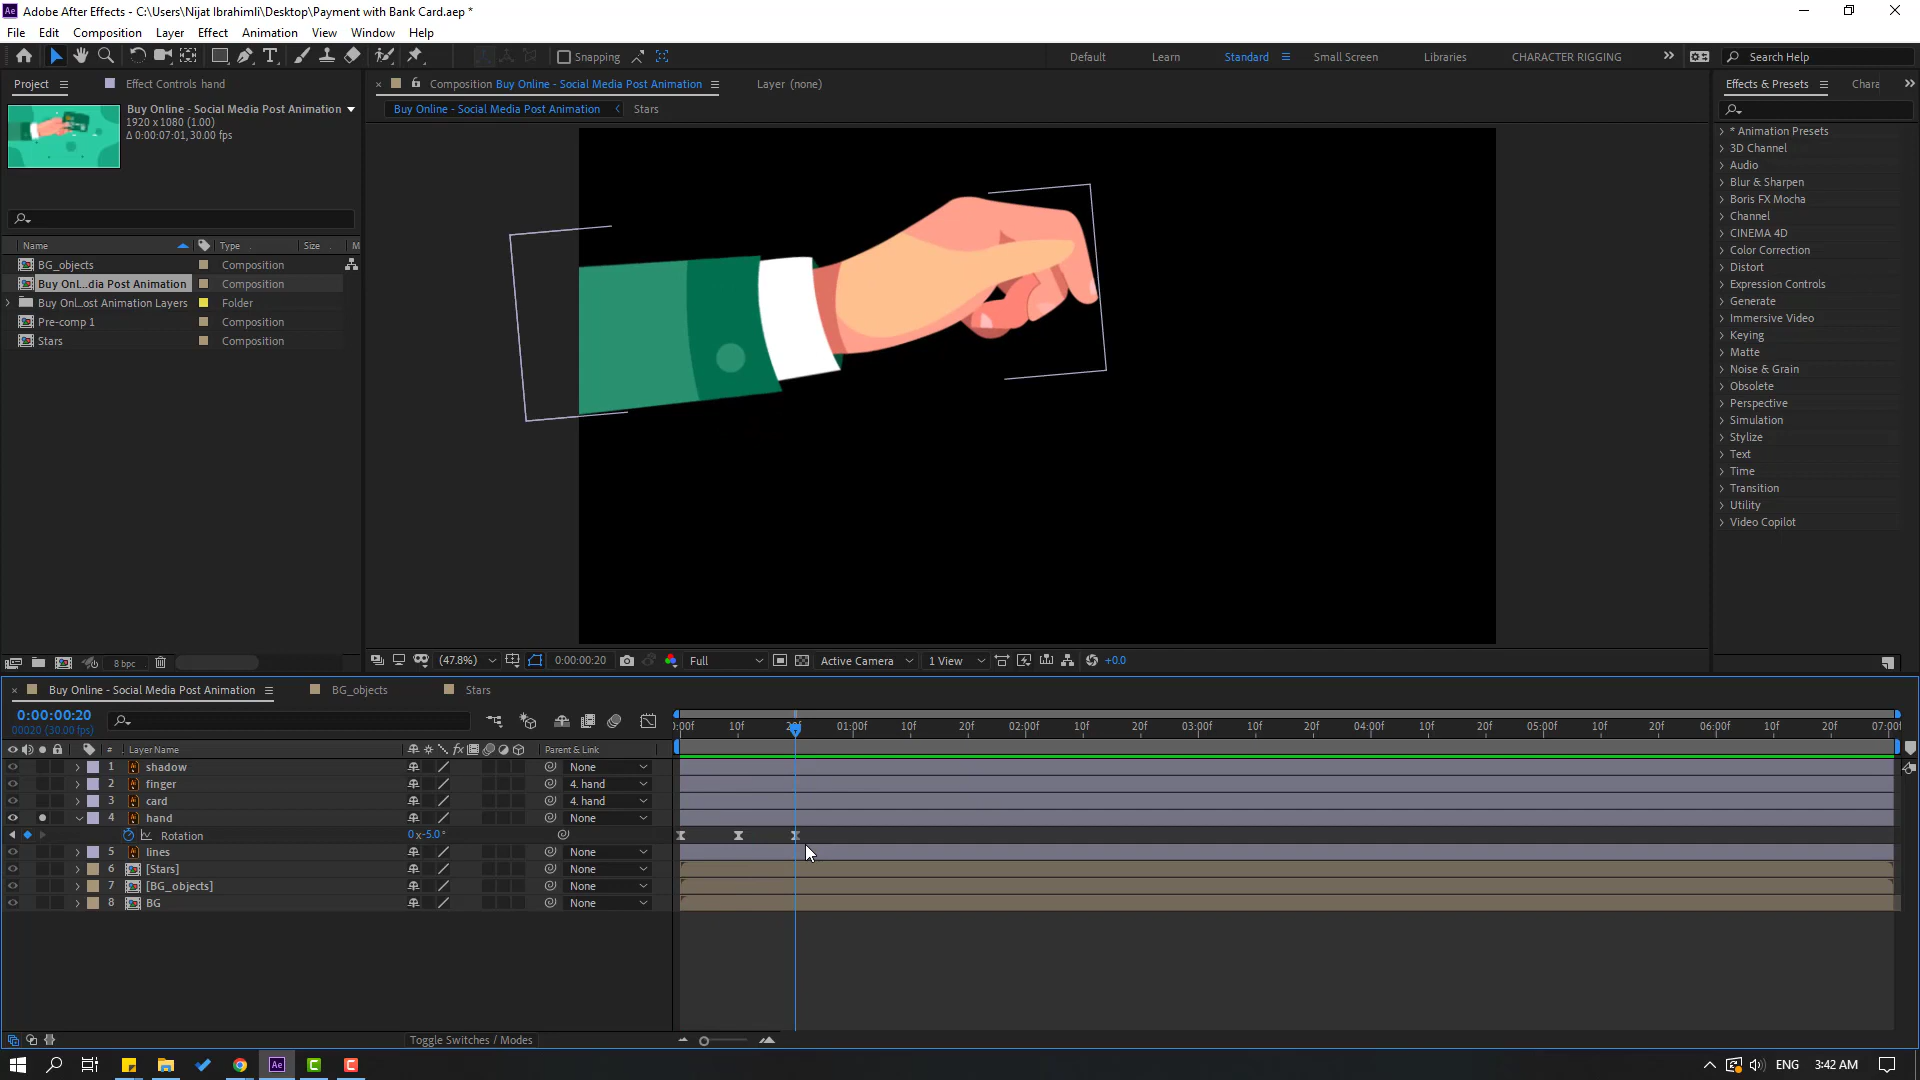 Adobe After Effects - C:\Users\Nijat Ibrahimli\Desktop\Payment with Bank Card.aep *
File Edit Composition Layer Effect Animation View Window Help
Snapping
Default Learn Standard Small Screen Libraries CHARACTER RIGGING
Search Help
Project
Effect Controls hand
Buy Online - Social Media Post Animation
1920 x 1080 (1.00)
Δ 0:00:07:01, 30.00 fps
Name Type Size M
BG_objects Composition
Buy Onl...dia Post Animation Composition
Buy Onl...ost Animation Layers Folder
Pre-comp 1 Composition
Stars Composition
8 bpc
Composition Buy Online - Social Media Post Animation
Layer (none)
Buy Online - Social Media Post Animation Stars
(47.8%) 0:00:00:20 Full Active Camera 1 View +0.0
Effects & Presets
Chara
* Animation Presets
3D Channel
Audio
Blur & Sharpen
Boris FX Mocha
Channel
CINEMA 4D
Color Correction
Distort
Expression Controls
Generate
Immersive Video
Keying
Matte
Noise & Grain
Obsolete
Perspective
Simulation
Stylize
Text
Time
Transition
Utility
Video Copilot
Buy Online - Social Media Post Animation BG_objects Stars
0:00:00:20
00020 (30.00 fps)
):00f 10f 20f 01:00f 10f 20f 02:00f 10f 20f 03:00f 10f 20f 04:00f 10f 20f 05:00f 10f 20f 06:00f 10f 20f 07:00f
# Layer Name fx Parent & Link
1 shadow None
2 finger 4. hand
3 card 4. hand
4 hand None
Rotation 0x-5.0°
5 lines None
6 [Stars] None
7 [BG_objects] None
8 BG None
Toggle Switches / Modes
Ae
ENG 3:42 AM